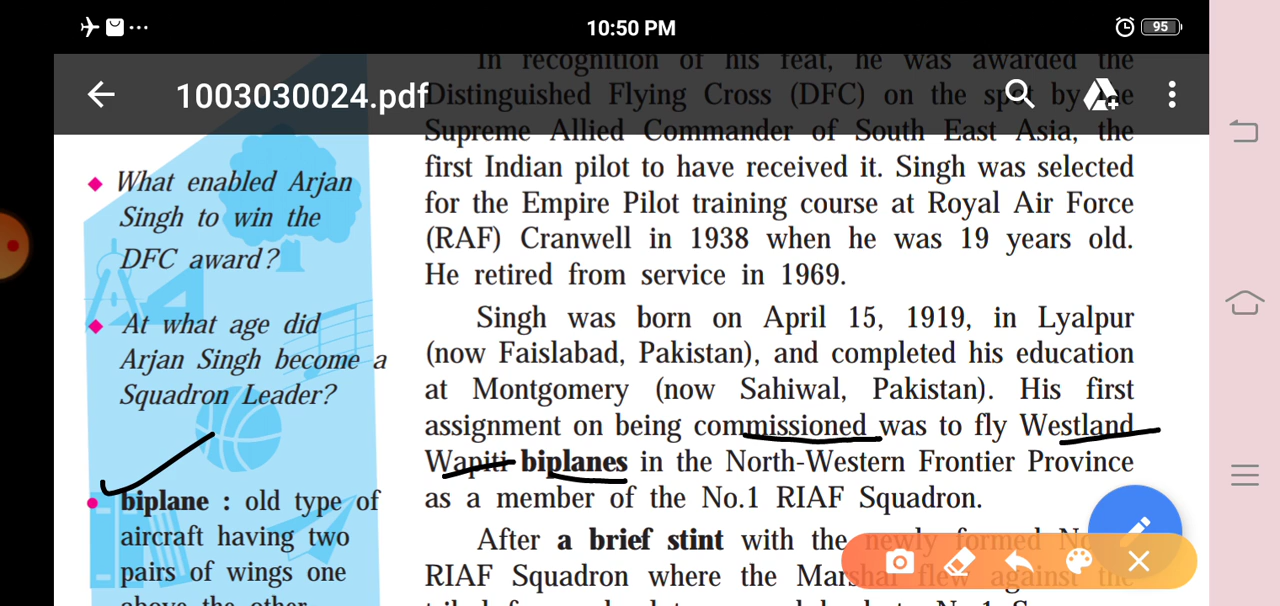 10:50 PM
95
1003030024.pdf
In recognition of his feat, he was awarded the
Distinguished Flying Cross (DFC) on the spot by the
Supreme Allied Commander of South East Asia, the
first Indian pilot to have received it. Singh was selected
for the Empire Pilot training course at Royal Air Force
(RAF) Cranwell in 1938 when he was 19 years old.
He retired from service in 1969.
Singh was born on April 15, 1919, in Lyalpur
(now Faislabad, Pakistan), and completed his education
at Montgomery (now Sahiwal, Pakistan). His first
assignment on being commissioned was to fly Westland
Wapiti biplanes in the North-Western Frontier Province
as a member of the No.1 RIAF Squadron.
After a brief stint with the newly formed
RIAF Squadron where the Marshal flew against the
What enabled Arjan
Singh to win the
DFC award?
At what age did
Arjan Singh become a
Squadron Leader?
biplane : old type of
aircraft having two
pairs of wings one
above the other